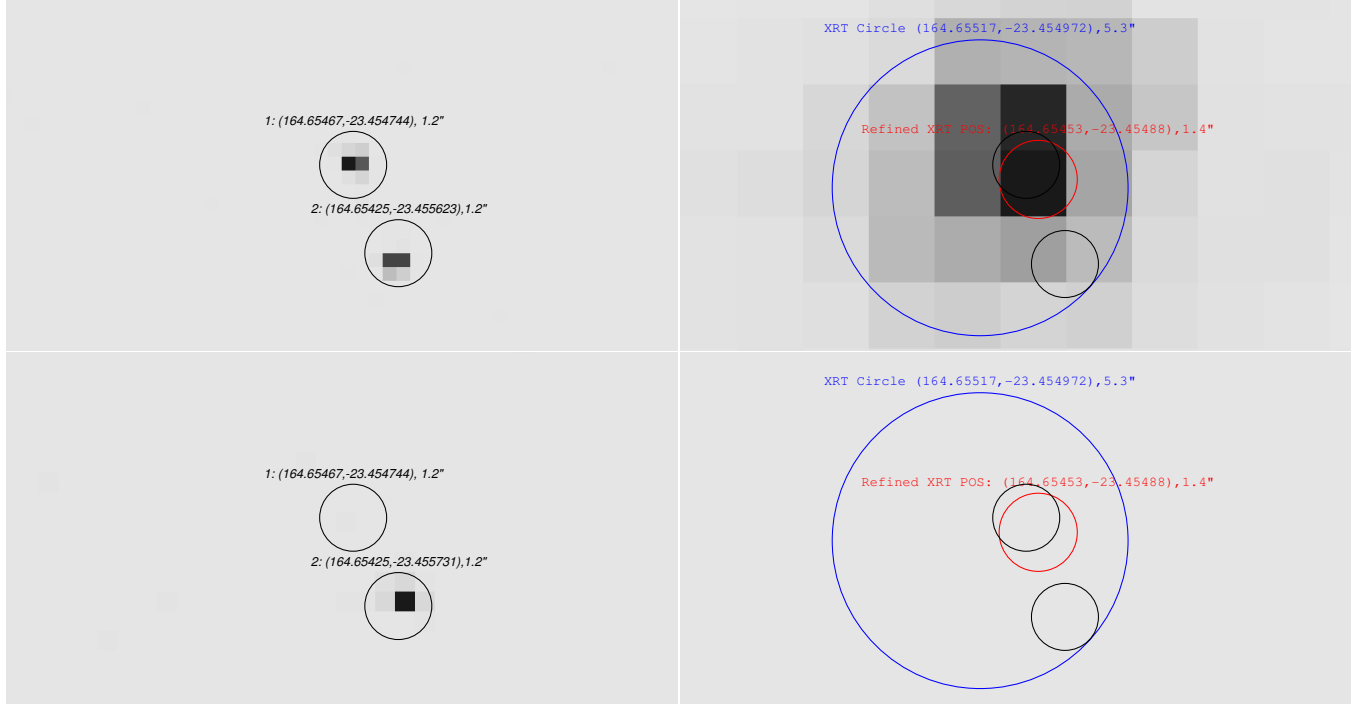 XRT Circle (164.65517,-23.454972),5.3"
1: (164.65467,-23.454744), 1.2"
Refined XRT POS: (164.65453,-23.45488),1.4"
2: (164.65425,-23.455623),1.2"
XRT Circle (164.65517,-23.454972),5.3"
1: (164.65467,-23.454744), 1.2"
Refined XRT POS: (164.65453,-23.45488),1.4"
2: (164.65425,-23.455731),1.2"